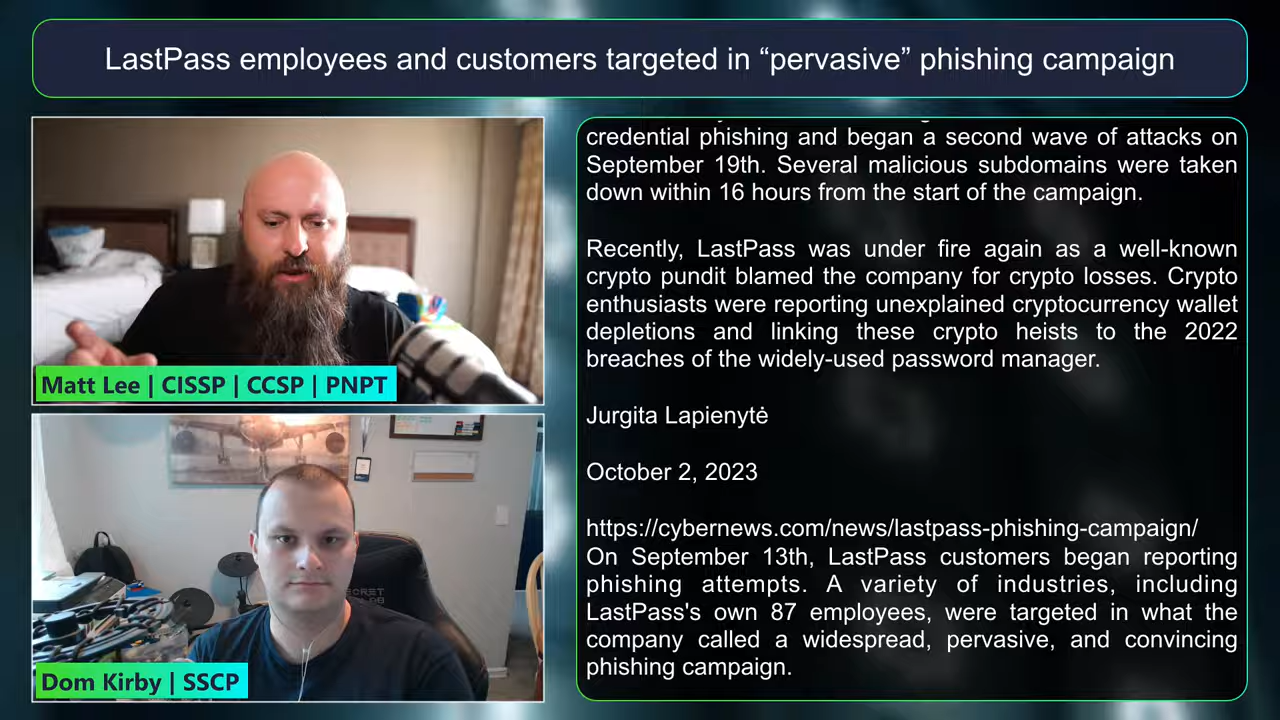 LastPass employees and customers targeted in “pervasive” phishing campaign
Matt Lee | CISSP | CCSP | PNPT
Dom Kirby | SSCP
credential phishing and began a second wave of attacks on
September 19th. Several malicious subdomains were taken
down within 16 hours from the start of the campaign.
Recently, LastPass was under fire again as a well-known
crypto pundit blamed the company for crypto losses. Crypto
enthusiasts were reporting unexplained cryptocurrency wallet
depletions and linking these crypto heists to the 2022
breaches of the widely-used password manager.
Jurgita Lapienytė
October 2, 2023
https://cybernews.com/news/lastpass-phishing-campaign/
On September 13th, LastPass customers began reporting
phishing attempts. A variety of industries, including
LastPass's own 87 employees, were targeted in what the
company called a widespread, pervasive, and convincing
phishing campaign.